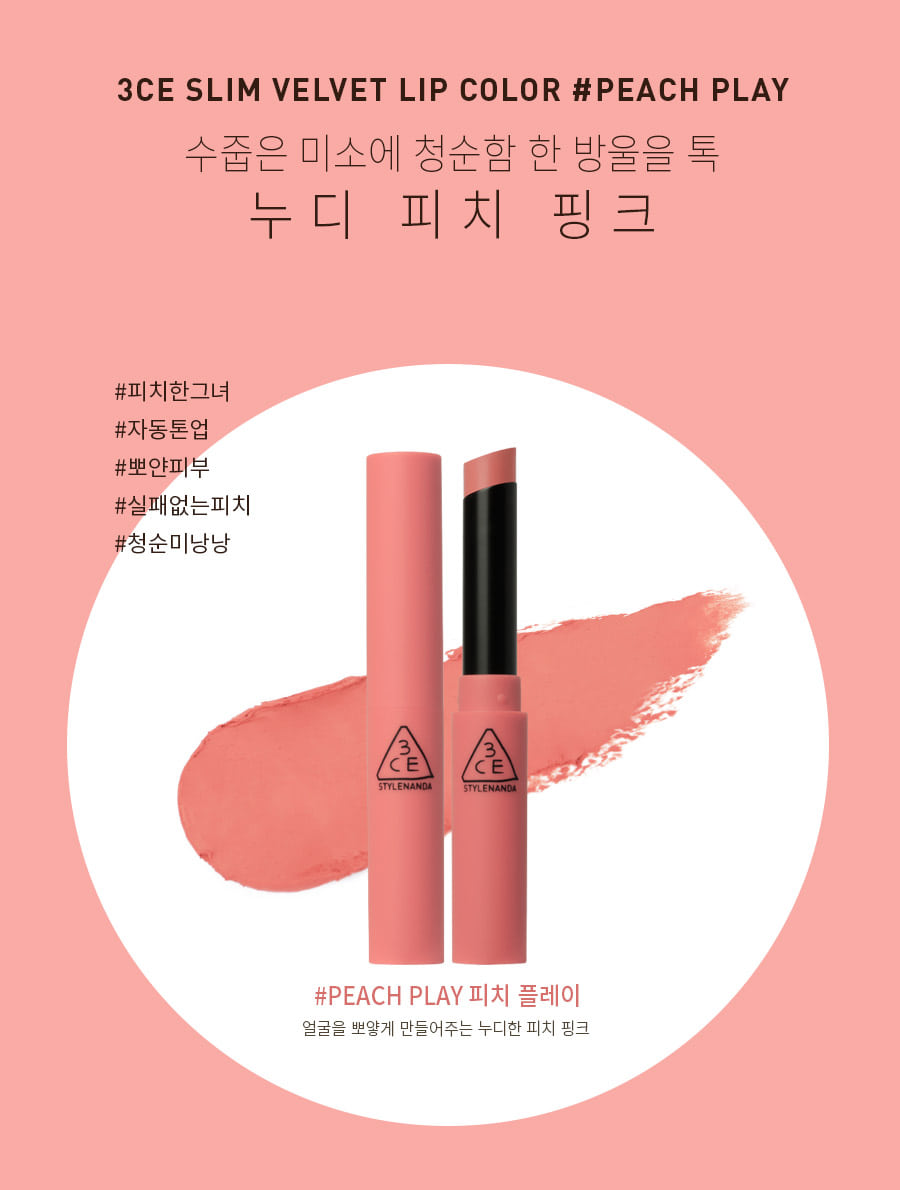 3CE SLIM VELVET LIP COLOR #PEACH PLAY
수줍은 미소에 청순함 한 방울을 톡
누디 피치 핑크
#피치한그녀
#자동톤업
#뽀얀피부
#실패없는피치
#청순미낭낭
3
CE
STYLENANDA
3
CE
STYLENANDA
#PEACH PLAY 피치 플레이
얼굴을 뽀얗게 만들어주는 누디한 피치 핑크